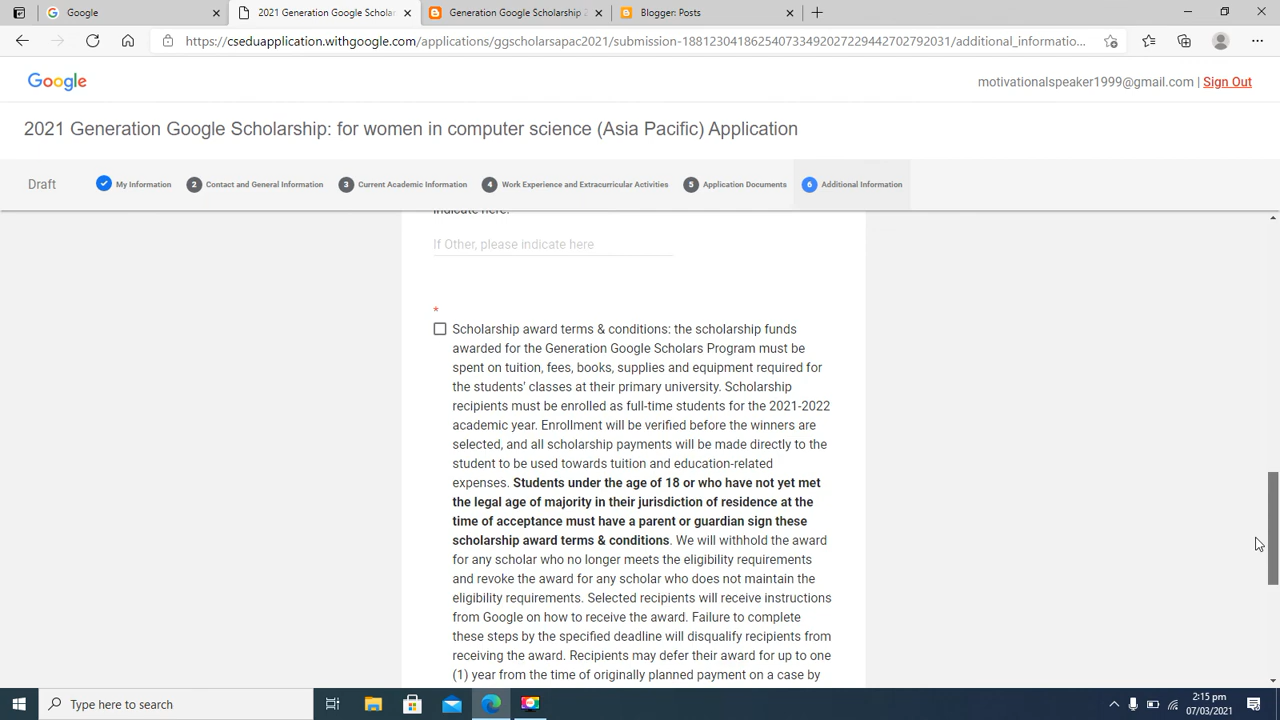 Google
2021 Generation Google Scholar
Generation Google Scholarship
Blogger: Posts
https://cseduapplication.withgoogle.com/applications/ggscholarsapac2021/submission-18812304186254073349202722944270279​2031/additional_informatio...
Google
motivationalspeaker1999@gmail.com | Sign Out
2021 Generation Google Scholarship: for women in computer science (Asia Pacific) Application
Draft
My Information
2 Contact and General Information
3 Current Academic Information
4 Work Experience and Extracurricular Activities
5 Application Documents
6 Additional Information
indicate here:
If Other, please indicate here
*
Scholarship award terms & conditions: the scholarship funds
awarded for the Generation Google Scholars Program must be
spent on tuition, fees, books, supplies and equipment required for
the students' classes at their primary university. Scholarship
recipients must be enrolled as full-time students for the 2021-2022
academic year. Enrollment will be verified before the winners are
selected, and all scholarship payments will be made directly to the
student to be used towards tuition and education-related
expenses. Students under the age of 18 or who have not yet met
the legal age of majority in their jurisdiction of residence at the
time of acceptance must have a parent or guardian sign these
scholarship award terms & conditions. We will withhold the award
for any scholar who no longer meets the eligibility requirements
and revoke the award for any scholar who does not maintain the
eligibility requirements. Selected recipients will receive instructions
from Google on how to receive the award. Failure to complete
these steps by the specified deadline will disqualify recipients from
receiving the award. Recipients may defer their award for up to one
(1) year from the time of originally planned payment on a case by
Type here to search
2:15 pm
07/03/2021